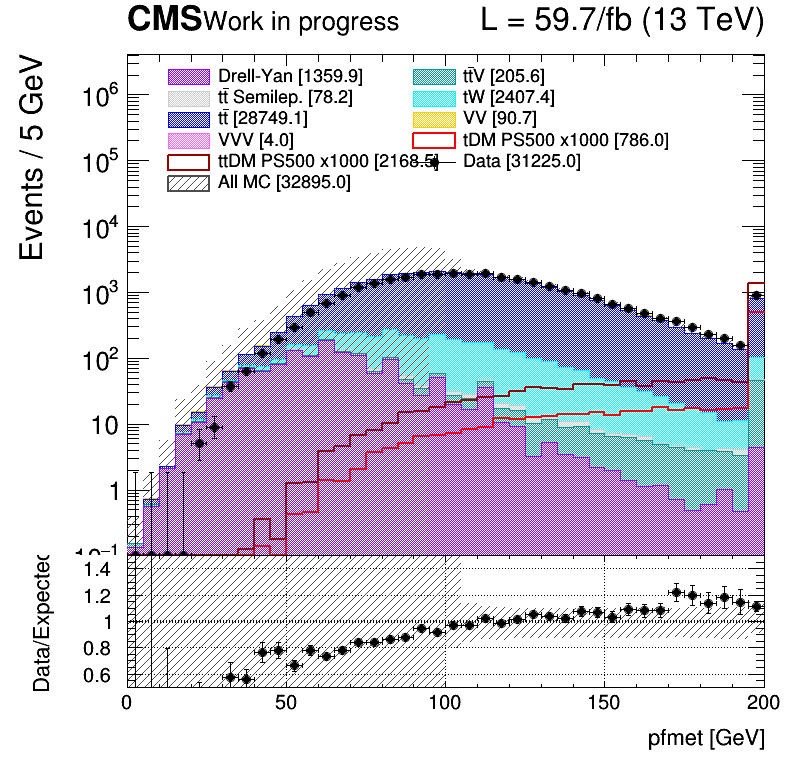 CMS Work in progress L = 59.7/fb (13 TeV)
Events / 5 GeV
Drell-Yan [1359.9] tt̄V [205.6]
tt̄ Semilep. [78.2] tW [2407.4]
tt̄ [28749.1] VV [90.7]
VVV [4.0] tDM PS500 x1000 [786.0]
ttDM PS500 x1000 [2168.5] Data [31225.0]
All MC [32895.0]
10⁶
10⁵
10⁴
10³
10²
10
1
10⁻¹
Data/Expected
1.4
1.2
1
0.8
0.6
0 50 100 150 200
pfmet [GeV]